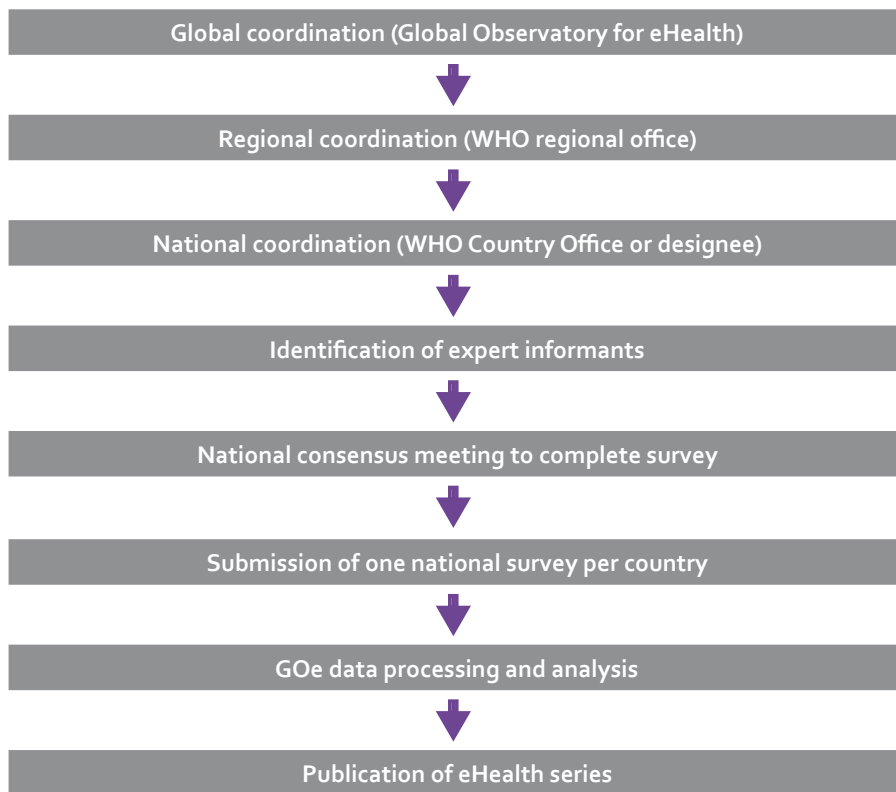 Global coordination (Global Observatory for eHealth)
Regional coordination (WHO regional office)
National coordination (WHO Country Office or designee)
Identification of expert informants
National consensus meeting to complete survey
Submission of one national survey per country
GOe data processing and analysis
Publication of eHealth series